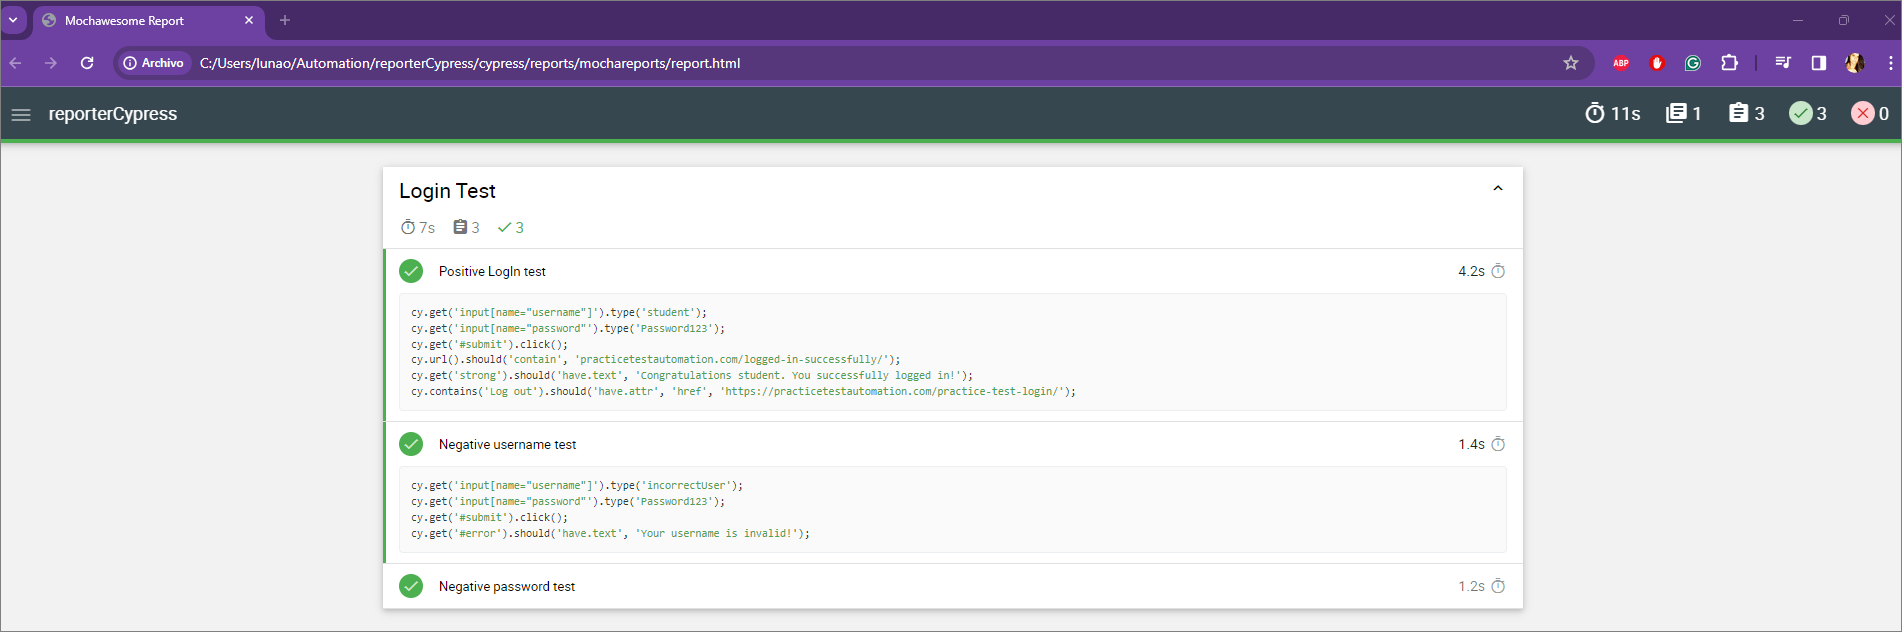 Mochawesome Report
Archivo C:/Users/lunao/Automation/reporterCypress/cypress/reports/mochareports/report.html
ABP
reporterCypress 11s 1 3 3 0
Login Test
7s 3 3
Positive LogIn test 4.2s
cy.get('input[name="username"]').type('student');
cy.get('input[name="password"').type('Password123');
cy.get('#submit').click();
cy.url().should('contain', 'practicetestautomation.com/logged-in-successfully/');
cy.get('strong').should('have.text', 'Congratulations student. You successfully logged in!');
cy.contains('Log out').should('have.attr', 'href', 'https://practicetestautomation.com/practice-test-login/');
Negative username test 1.4s
cy.get('input[name="username"]').type('incorrectUser');
cy.get('input[name="password"').type('Password123');
cy.get('#submit').click();
cy.get('#error').should('have.text', 'Your username is invalid!');
Negative password test 1.2s